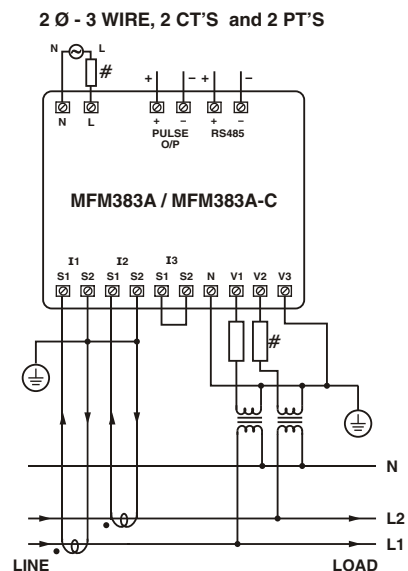 2 Ø - 3 WIRE, 2 CT'S and 2 PT'S
N L
#
+ − + −
N L + − + −
PULSE O/P RS485
MFM383A / MFM383A-C
I1 I2 I3
S1 S2 S1 S2 S1 S2 N V1 V2 V3
#
N
L2
L1
LINE LOAD